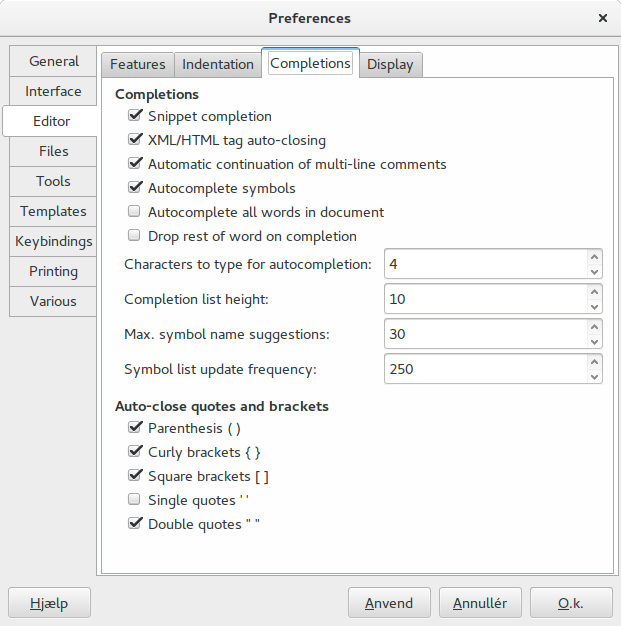 Preferences
General
Interface
Editor
Files
Tools
Templates
Keybindings
Printing
Various
Features Indentation Completions Display
Completions
Snippet completion
XML/HTML tag auto-closing
Automatic continuation of multi-line comments
Autocomplete symbols
Autocomplete all words in document
Drop rest of word on completion
Characters to type for autocompletion: 4
Completion list height: 10
Max. symbol name suggestions: 30
Symbol list update frequency: 250
Auto-close quotes and brackets
Parenthesis ( )
Curly brackets { }
Square brackets [ ]
Single quotes ' '
Double quotes " "
Hjælp Anvend Annullér O.k.